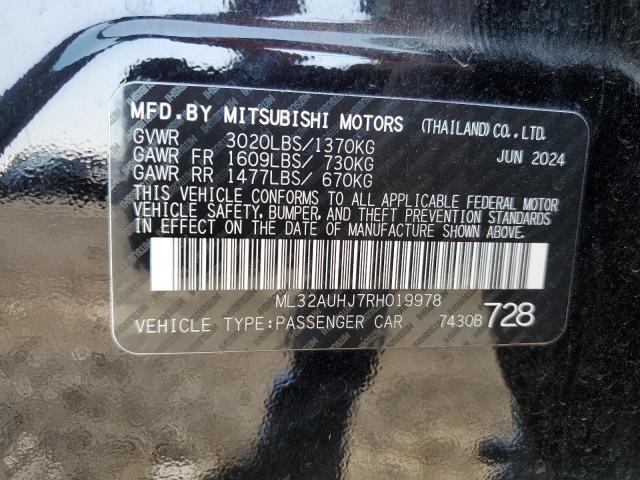 MFD.BY MITSUBISHI MOTORS (THAILAND)CO.,LTD.
GVWR 3020LBS/1370KG JUN 2024
GAWR FR 1609LBS/ 730KG
GAWR RR 1477LBS/ 670KG
THIS VEHICLE CONFORMS TO ALL APPLICABLE FEDERAL MOTOR
VEHICLE SAFETY, BUMPER, AND THEFT PREVENTION STANDARDS
IN EFFECT ON THE DATE OF MANUFACTURE SHOWN ABOVE.
ML32AUHJ7RH019978
VEHICLE TYPE:PASSENGER CAR 7430B 728